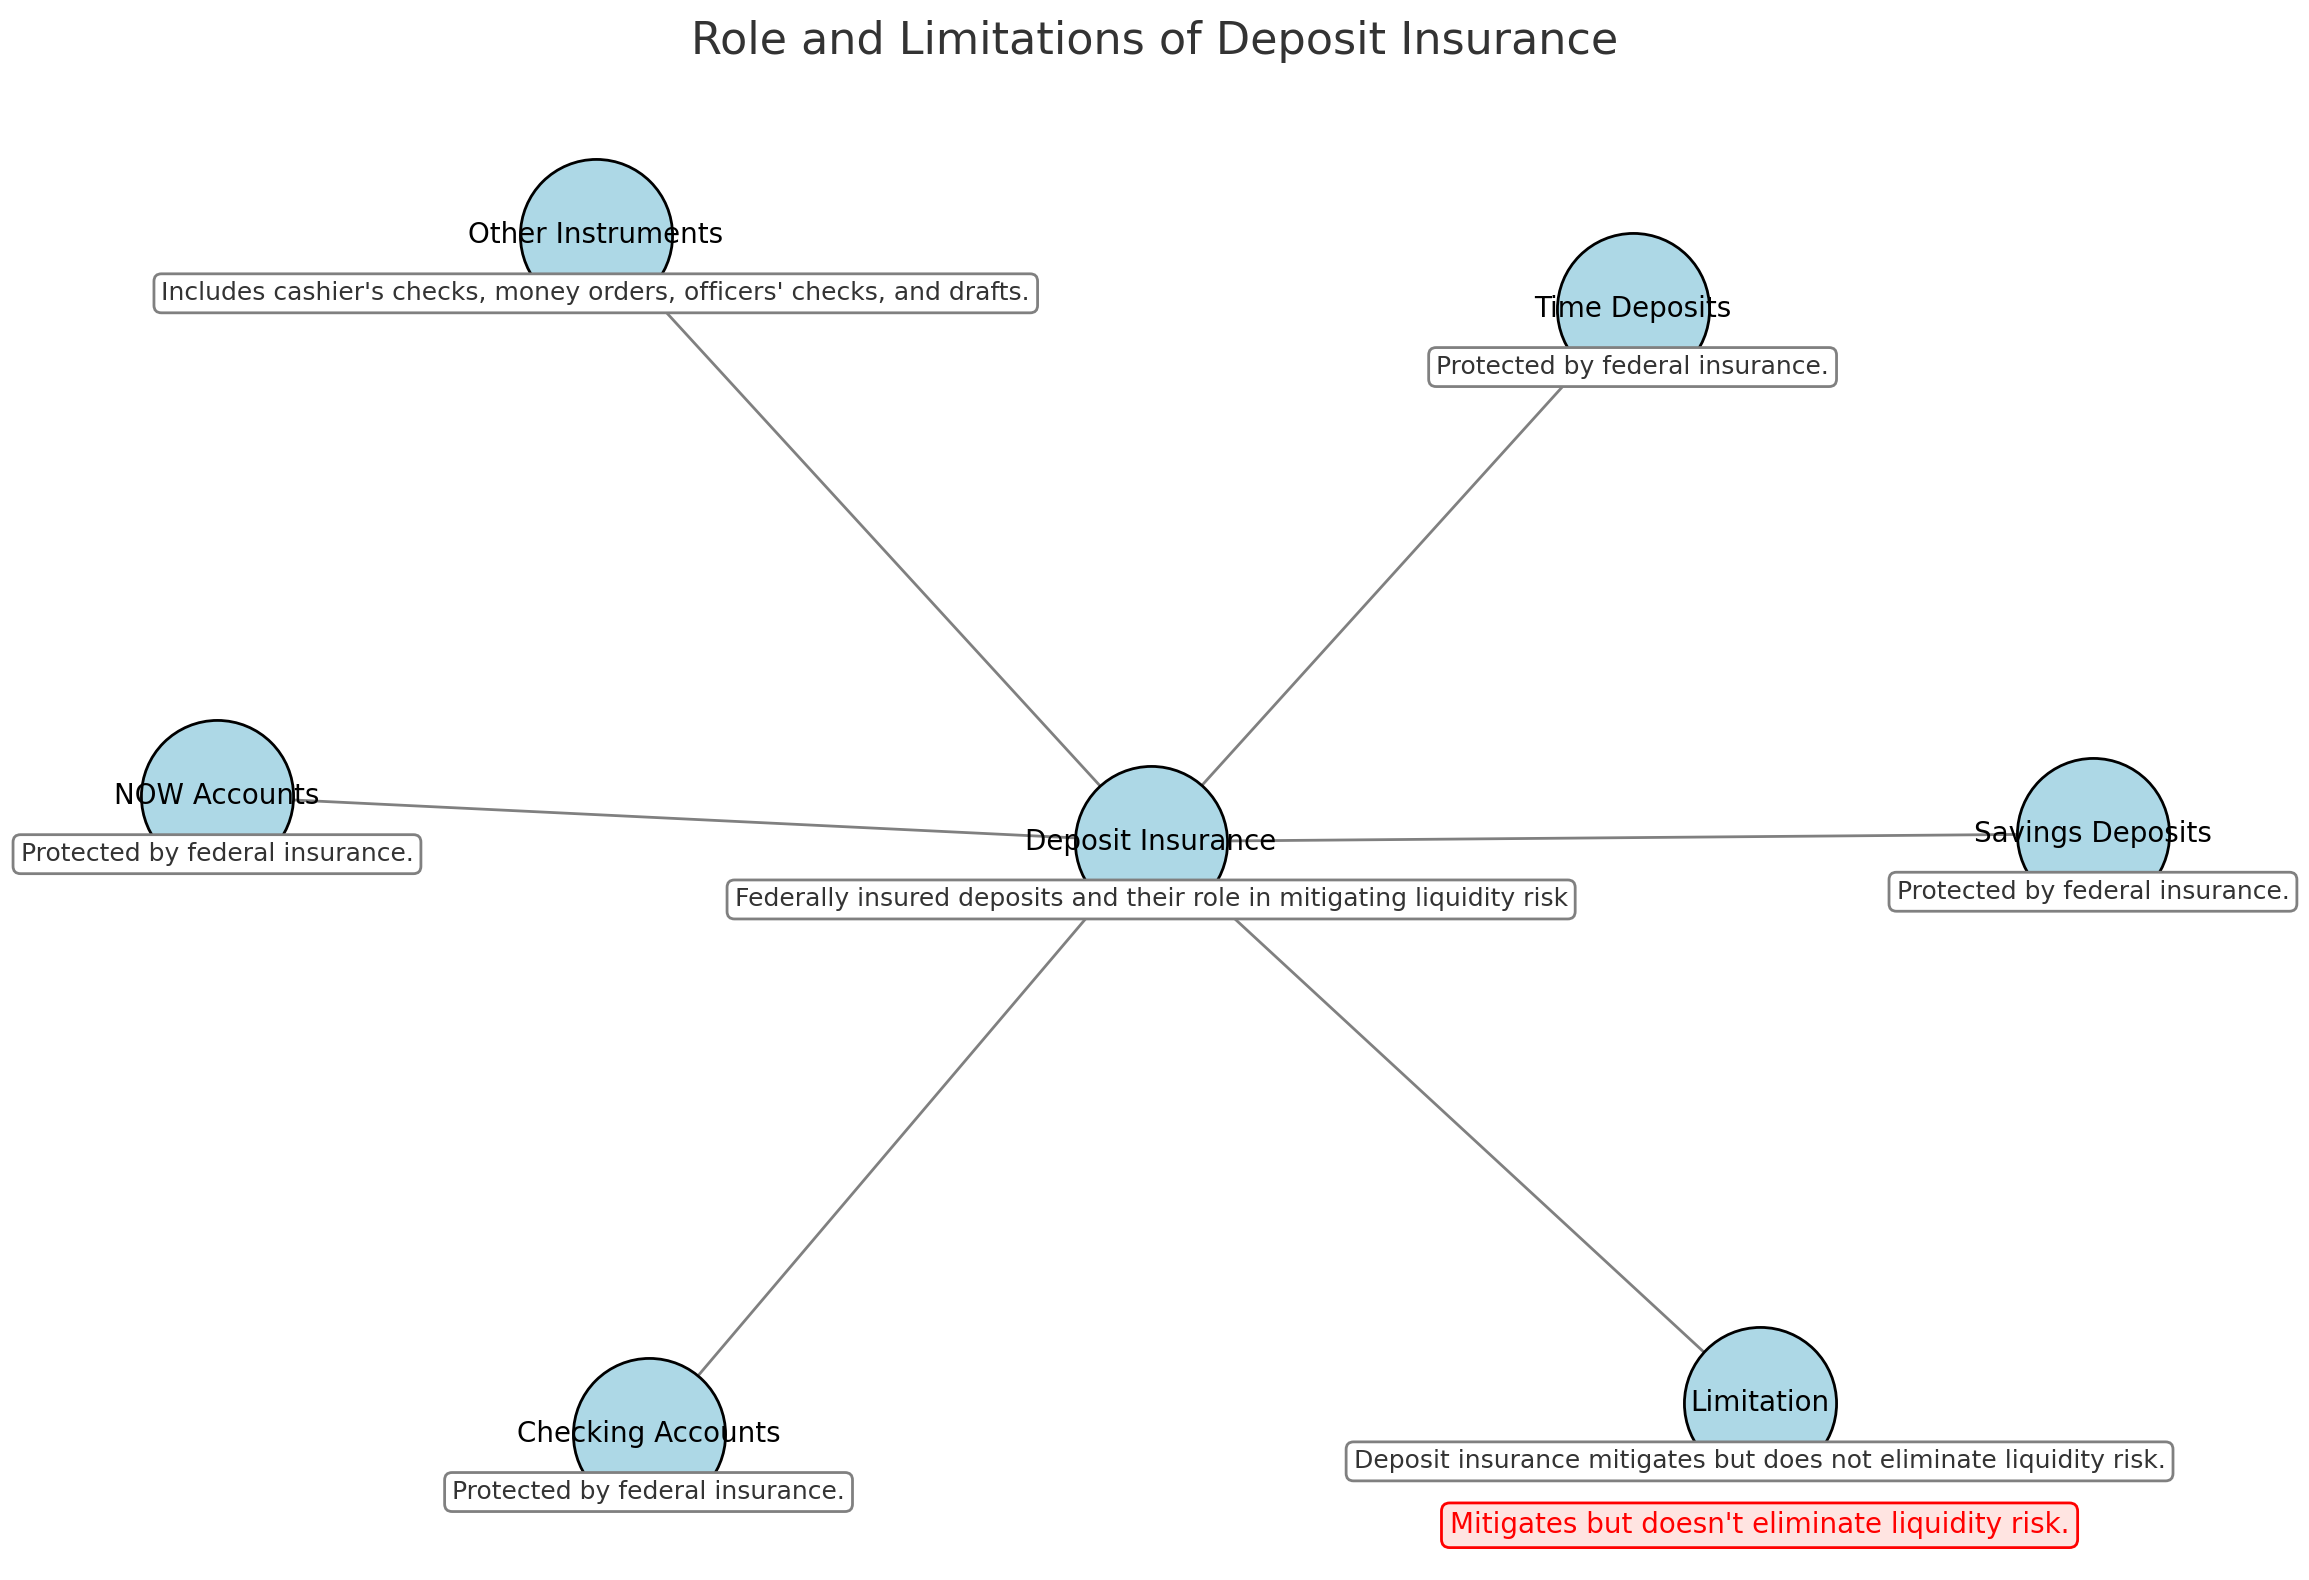 Role and Limitations of Deposit Insurance
Other Instruments
Includes cashier's checks, money orders, officers' checks, and drafts.
Time Deposits
Protected by federal insurance.
NOW Accounts
Protected by federal insurance.
Deposit Insurance
Federally insured deposits and their role in mitigating liquidity risk
Savings Deposits
Protected by federal insurance.
Checking Accounts
Protected by federal insurance.
Limitation
Deposit insurance mitigates but does not eliminate liquidity risk.
Mitigates but doesn't eliminate liquidity risk.